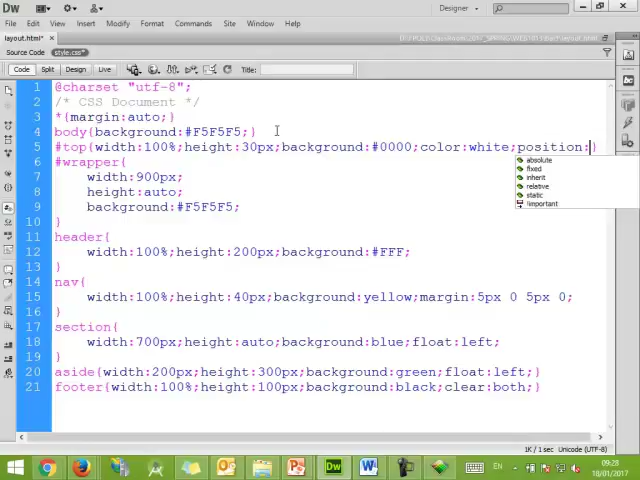 Dw
Designer
File Edit View Insert Modify Format Commands Site Window Help
layout.html*
Source Code style.css*
Code Split Design Live Title:
1 @charset "utf-8";
2 /* CSS Document */
3 *{margin:auto;}
4 body{background:#F5F5F5;}
5 #top{width:100%;height:30px;background:#0000;color:white;position:}
absolute
fixed
inherit
relative
static
!important
6 #wrapper{
7 width:900px;
8 height:auto;
9 background:#F5F5F5;
10 }
11 header{
12 width:100%;height:200px;background:#FFF;
13 }
14 nav{
15 width:100%;height:40px;background:yellow;margin:5px 0 5px 0;
16 }
17 section{
18 width:700px;height:auto;background:blue;float:left;
19 }
20 aside{width:200px;height:300px;background:green;float:left;}
21 footer{width:100%;height:100px;background:black;clear:both;}
1K / 1 sec Unicode (UTF-8)
EN
09:28
18/01/2017